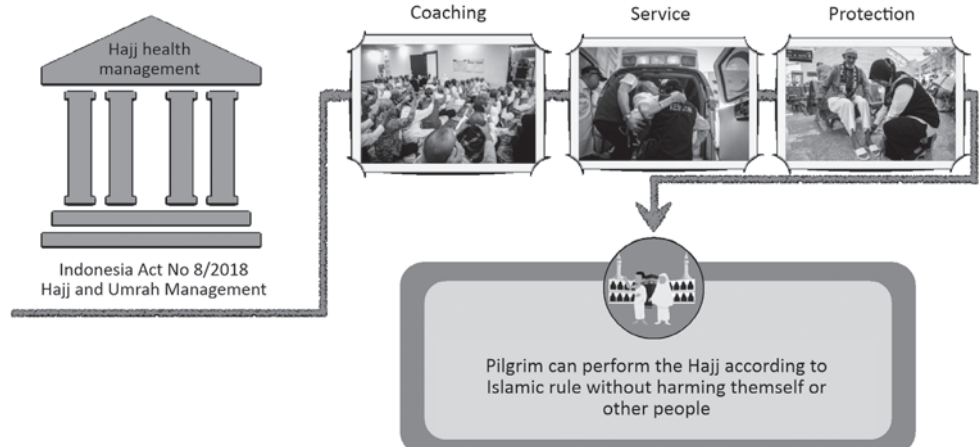 Hajj health
management
Indonesia Act No 8/2018
Hajj and Umrah Management
Coaching
Service
Protection
Pilgrim can perform the Hajj according to
Islamic rule without harming themself or
other people